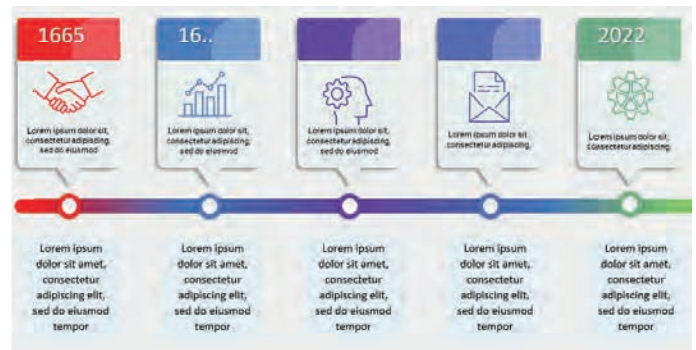 1665
Lorem ipsum dolor sit,
consectetur adipiscing,
sed do eiusmod
16..
Lorem ipsum dolor sit,
consectetur adipiscing,
sed do eiusmod
Lorem ipsum dolor sit,
consectetur adipiscing,
sed do eiusmod
Lorem ipsum dolor sit,
consectetur adipiscing,
2022
Lorem ipsum dolor sit,
consectetur adipiscing,
Lorem ipsum
dolor sit amet,
consectetur
adipiscing elit,
sed do eiusmod
tempor
Lorem ipsum
dolor sit amet,
consectetur
adipiscing elit,
sed do eiusmod
tempor
Lorem ipsum
dolor sit amet,
consectetur
adipiscing elit,
sed do eiusmod
tempor
Lorem ipsum
dolor sit amet,
consectetur
adipiscing elit,
sed do eiusmod
tempor
Lorem ipsum
dolor sit amet,
consectetur
adipiscing elit,
sed do eiusmod
tempor